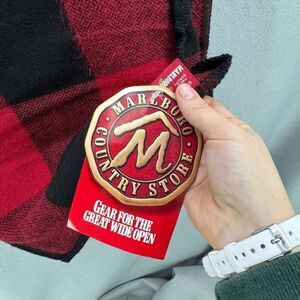 MARLBORO
M
COUNTRY STORE
GEAR FOR THE
GREAT WIDE OPEN